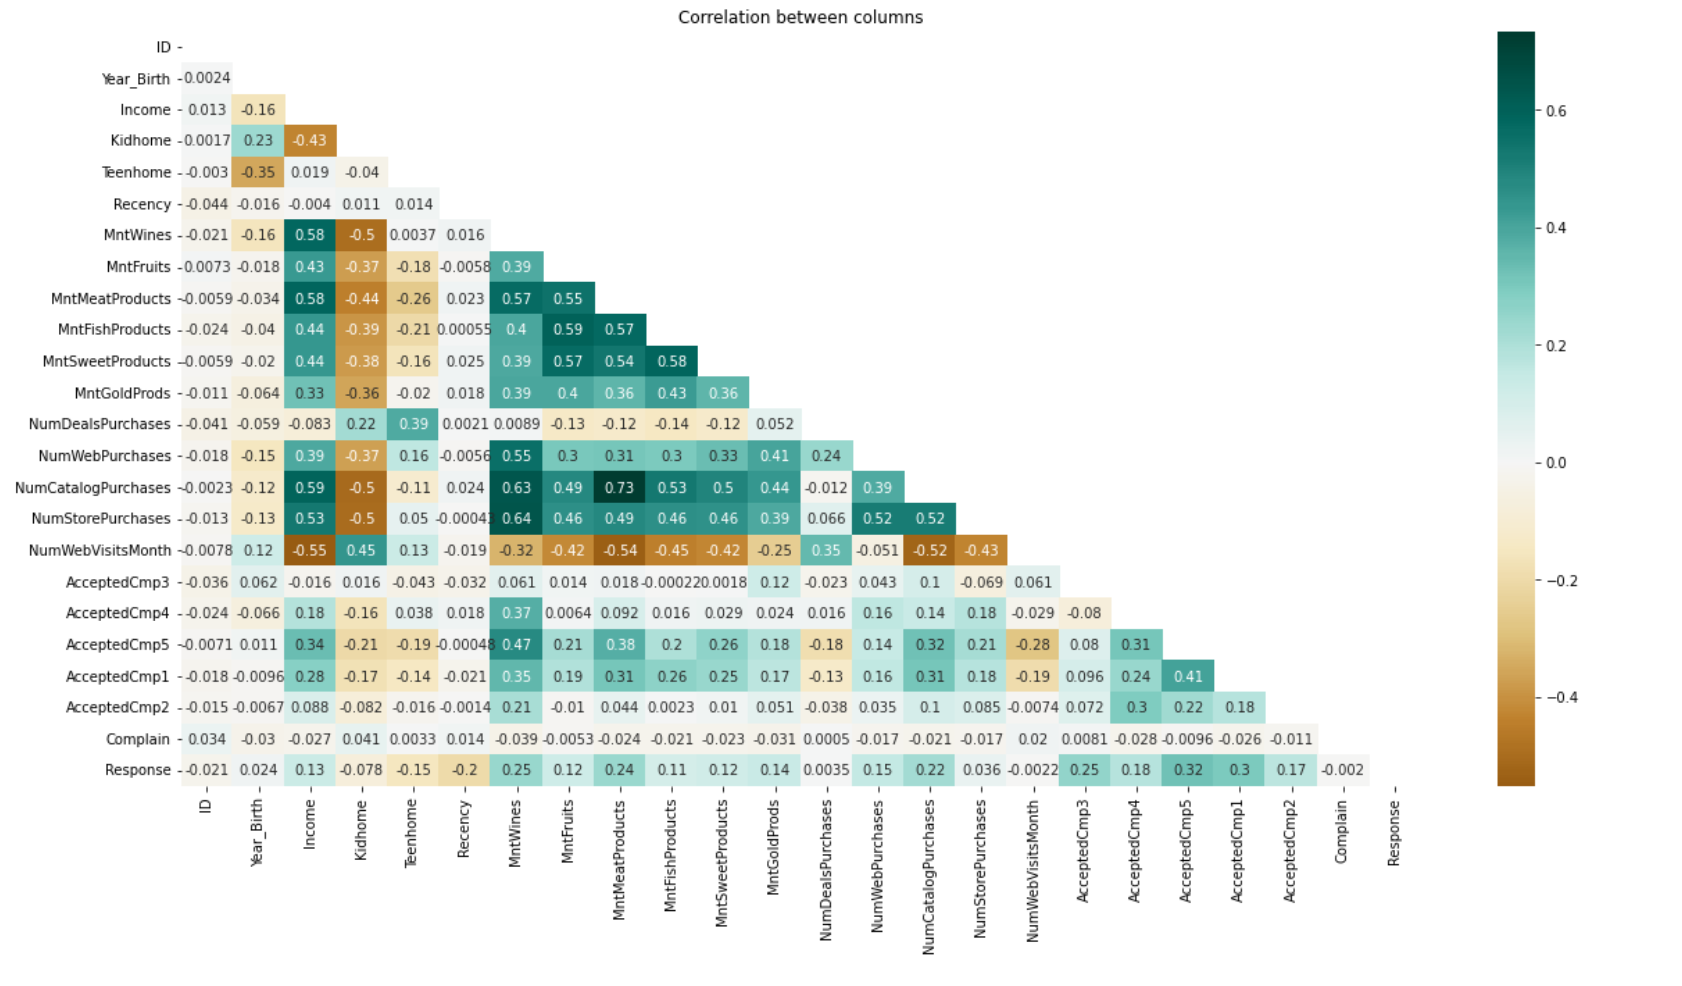 Correlation between columns
ID
Year_Birth 0.0024
Income 0.013 -0.16
Kidhome 0.0017 0.23 -0.43
Teenhome -0.003 -0.35 0.019 -0.04
Recency -0.044 -0.016 -0.004 0.011 0.014
MntWines -0.021 -0.16 0.58 -0.5 0.0037 0.016
MntFruits 0.0073 -0.018 0.43 -0.37 -0.18 -0.0058 0.39
MntMeatProducts -0.0059 -0.034 0.58 -0.44 -0.26 0.023 0.57 0.55
MntFishProducts -0.024 -0.04 0.44 -0.39 -0.21 0.00055 0.4 0.59 0.57
MntSweetProducts -0.0059 -0.02 0.44 -0.38 -0.16 0.025 0.39 0.57 0.54 0.58
MntGoldProds -0.011 -0.064 0.33 -0.36 -0.02 0.018 0.39 0.4 0.36 0.43 0.36
NumDealsPurchases -0.041 -0.059 -0.083 0.22 0.39 0.0021 0.0089 -0.13 -0.12 -0.14 -0.12 0.052
NumWebPurchases -0.018 -0.15 0.39 -0.37 0.16 -0.0056 0.55 0.3 0.31 0.3 0.33 0.41 0.24
NumCatalogPurchases -0.0023 -0.12 0.59 -0.5 -0.11 0.024 0.63 0.49 0.73 0.53 0.5 0.44 -0.012 0.39
NumStorePurchases -0.013 -0.13 0.53 -0.5 0.05 -0.00043 0.64 0.46 0.49 0.46 0.46 0.39 0.066 0.52 0.52
NumWebVisitsMonth -0.0078 0.12 -0.55 0.45 0.13 -0.019 -0.32 -0.42 -0.54 -0.45 -0.42 -0.25 0.35 -0.051 -0.52 -0.43
AcceptedCmp3 -0.036 0.062 -0.016 0.016 -0.043 -0.032 0.061 0.014 0.018 -0.00022 0.0018 0.12 -0.023 0.043 0.1 -0.069 0.061
AcceptedCmp4 -0.024 -0.066 0.18 -0.16 0.038 0.018 0.37 0.0064 0.092 0.016 0.029 0.024 0.016 0.16 0.14 0.18 -0.029 -0.08
AcceptedCmp5 -0.0071 0.011 0.34 -0.21 -0.19 -0.00048 0.47 0.21 0.38 0.2 0.26 0.18 -0.18 0.14 0.32 0.21 -0.28 0.08 0.31
AcceptedCmp1 -0.018 -0.0096 0.28 -0.17 -0.14 -0.021 0.35 0.19 0.31 0.26 0.25 0.17 -0.13 0.16 0.31 0.18 -0.19 0.096 0.24 0.41
AcceptedCmp2 -0.015 -0.0067 0.088 -0.082 -0.016 -0.0014 0.21 -0.01 0.044 0.0023 0.01 0.051 -0.038 0.035 0.1 0.085 -0.0074 0.072 0.3 0.22 0.18
Complain 0.034 -0.03 -0.027 0.041 0.0033 0.014 -0.039 -0.0053 -0.024 -0.021 -0.023 -0.031 0.0005 -0.017 -0.021 -0.017 0.02 0.0081 -0.028 -0.0096 -0.026 -0.011
Response -0.021 0.024 0.13 -0.078 -0.15 -0.2 0.25 0.12 0.24 0.11 0.12 0.14 0.0035 0.15 0.22 0.036 -0.0022 0.25 0.18 0.32 0.3 0.17 -0.002
ID Year_Birth Income Kidhome Teenhome Recency MntWines MntFruits MntMeatProducts MntFishProducts MntSweetProducts MntGoldProds NumDealsPurchases NumWebPurchases NumCatalogPurchases NumStorePurchases NumWebVisitsMonth AcceptedCmp3 AcceptedCmp4 AcceptedCmp5 AcceptedCmp1 AcceptedCmp2 Complain Response
0.6
0.4
0.2
0.0
−0.2
−0.4